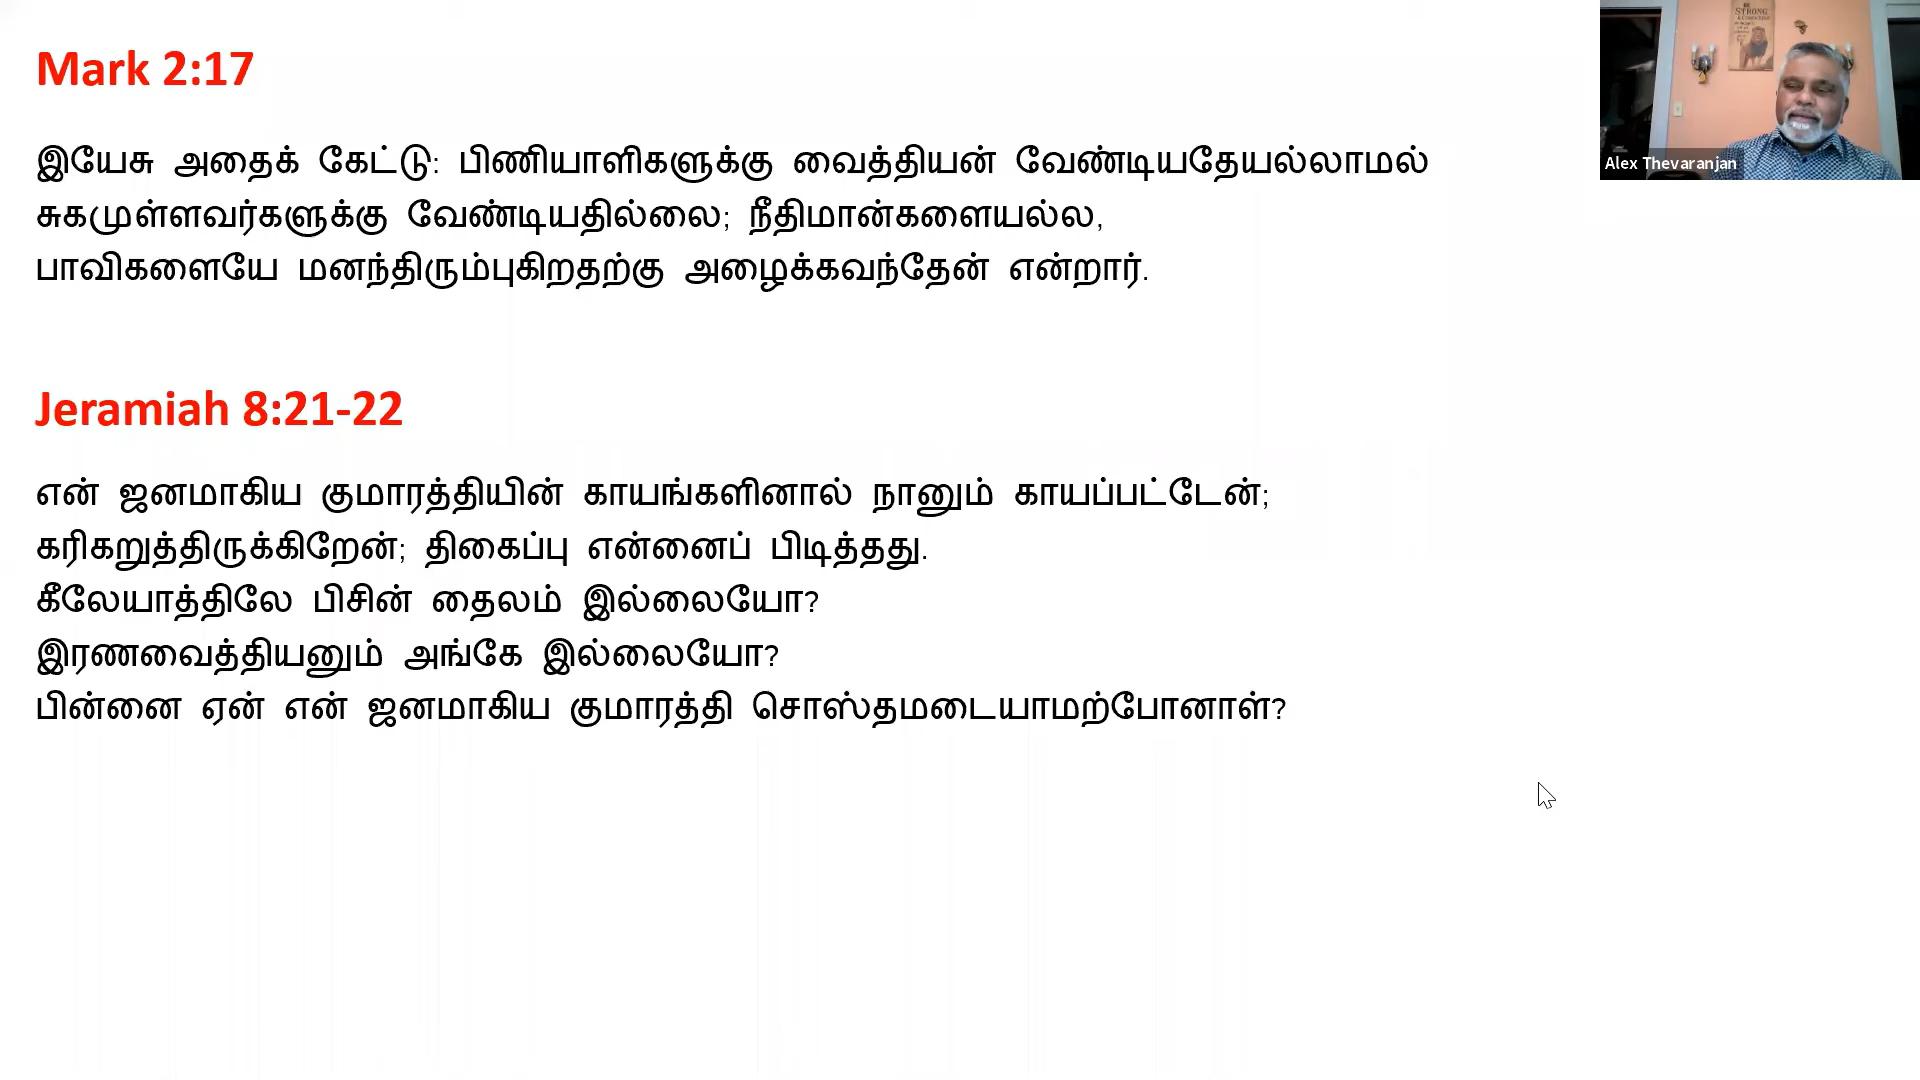 Mark 2:17
இயேசு அதைக் கேட்டு: பிணியாளிகளுக்கு வைத்தியன் வேண்டியதேயல்லாமல்
சுகமுள்ளவர்களுக்கு வேண்டியதில்லை; நீதிமான்களையல்ல,
பாவிகளையே மனந்திரும்புகிறதற்கு அழைக்கவந்தேன் என்றார்.
Jeramiah 8:21-22
என் ஜனமாகிய குமாரத்தியின் காயங்களினால் நானும் காயப்பட்டேன்;
கரிகறுத்திருக்கிறேன்; திகைப்பு என்னைப் பிடித்தது.
கீலேயாத்திலே பிசின் தைலம் இல்லையோ?
இரணவைத்தியனும் அங்கே இல்லையோ?
பின்னை ஏன் என் ஜனமாகிய குமாரத்தி சொஸ்தமடையாமற்போனாள்?
STRONG
Alex Thevaranjan